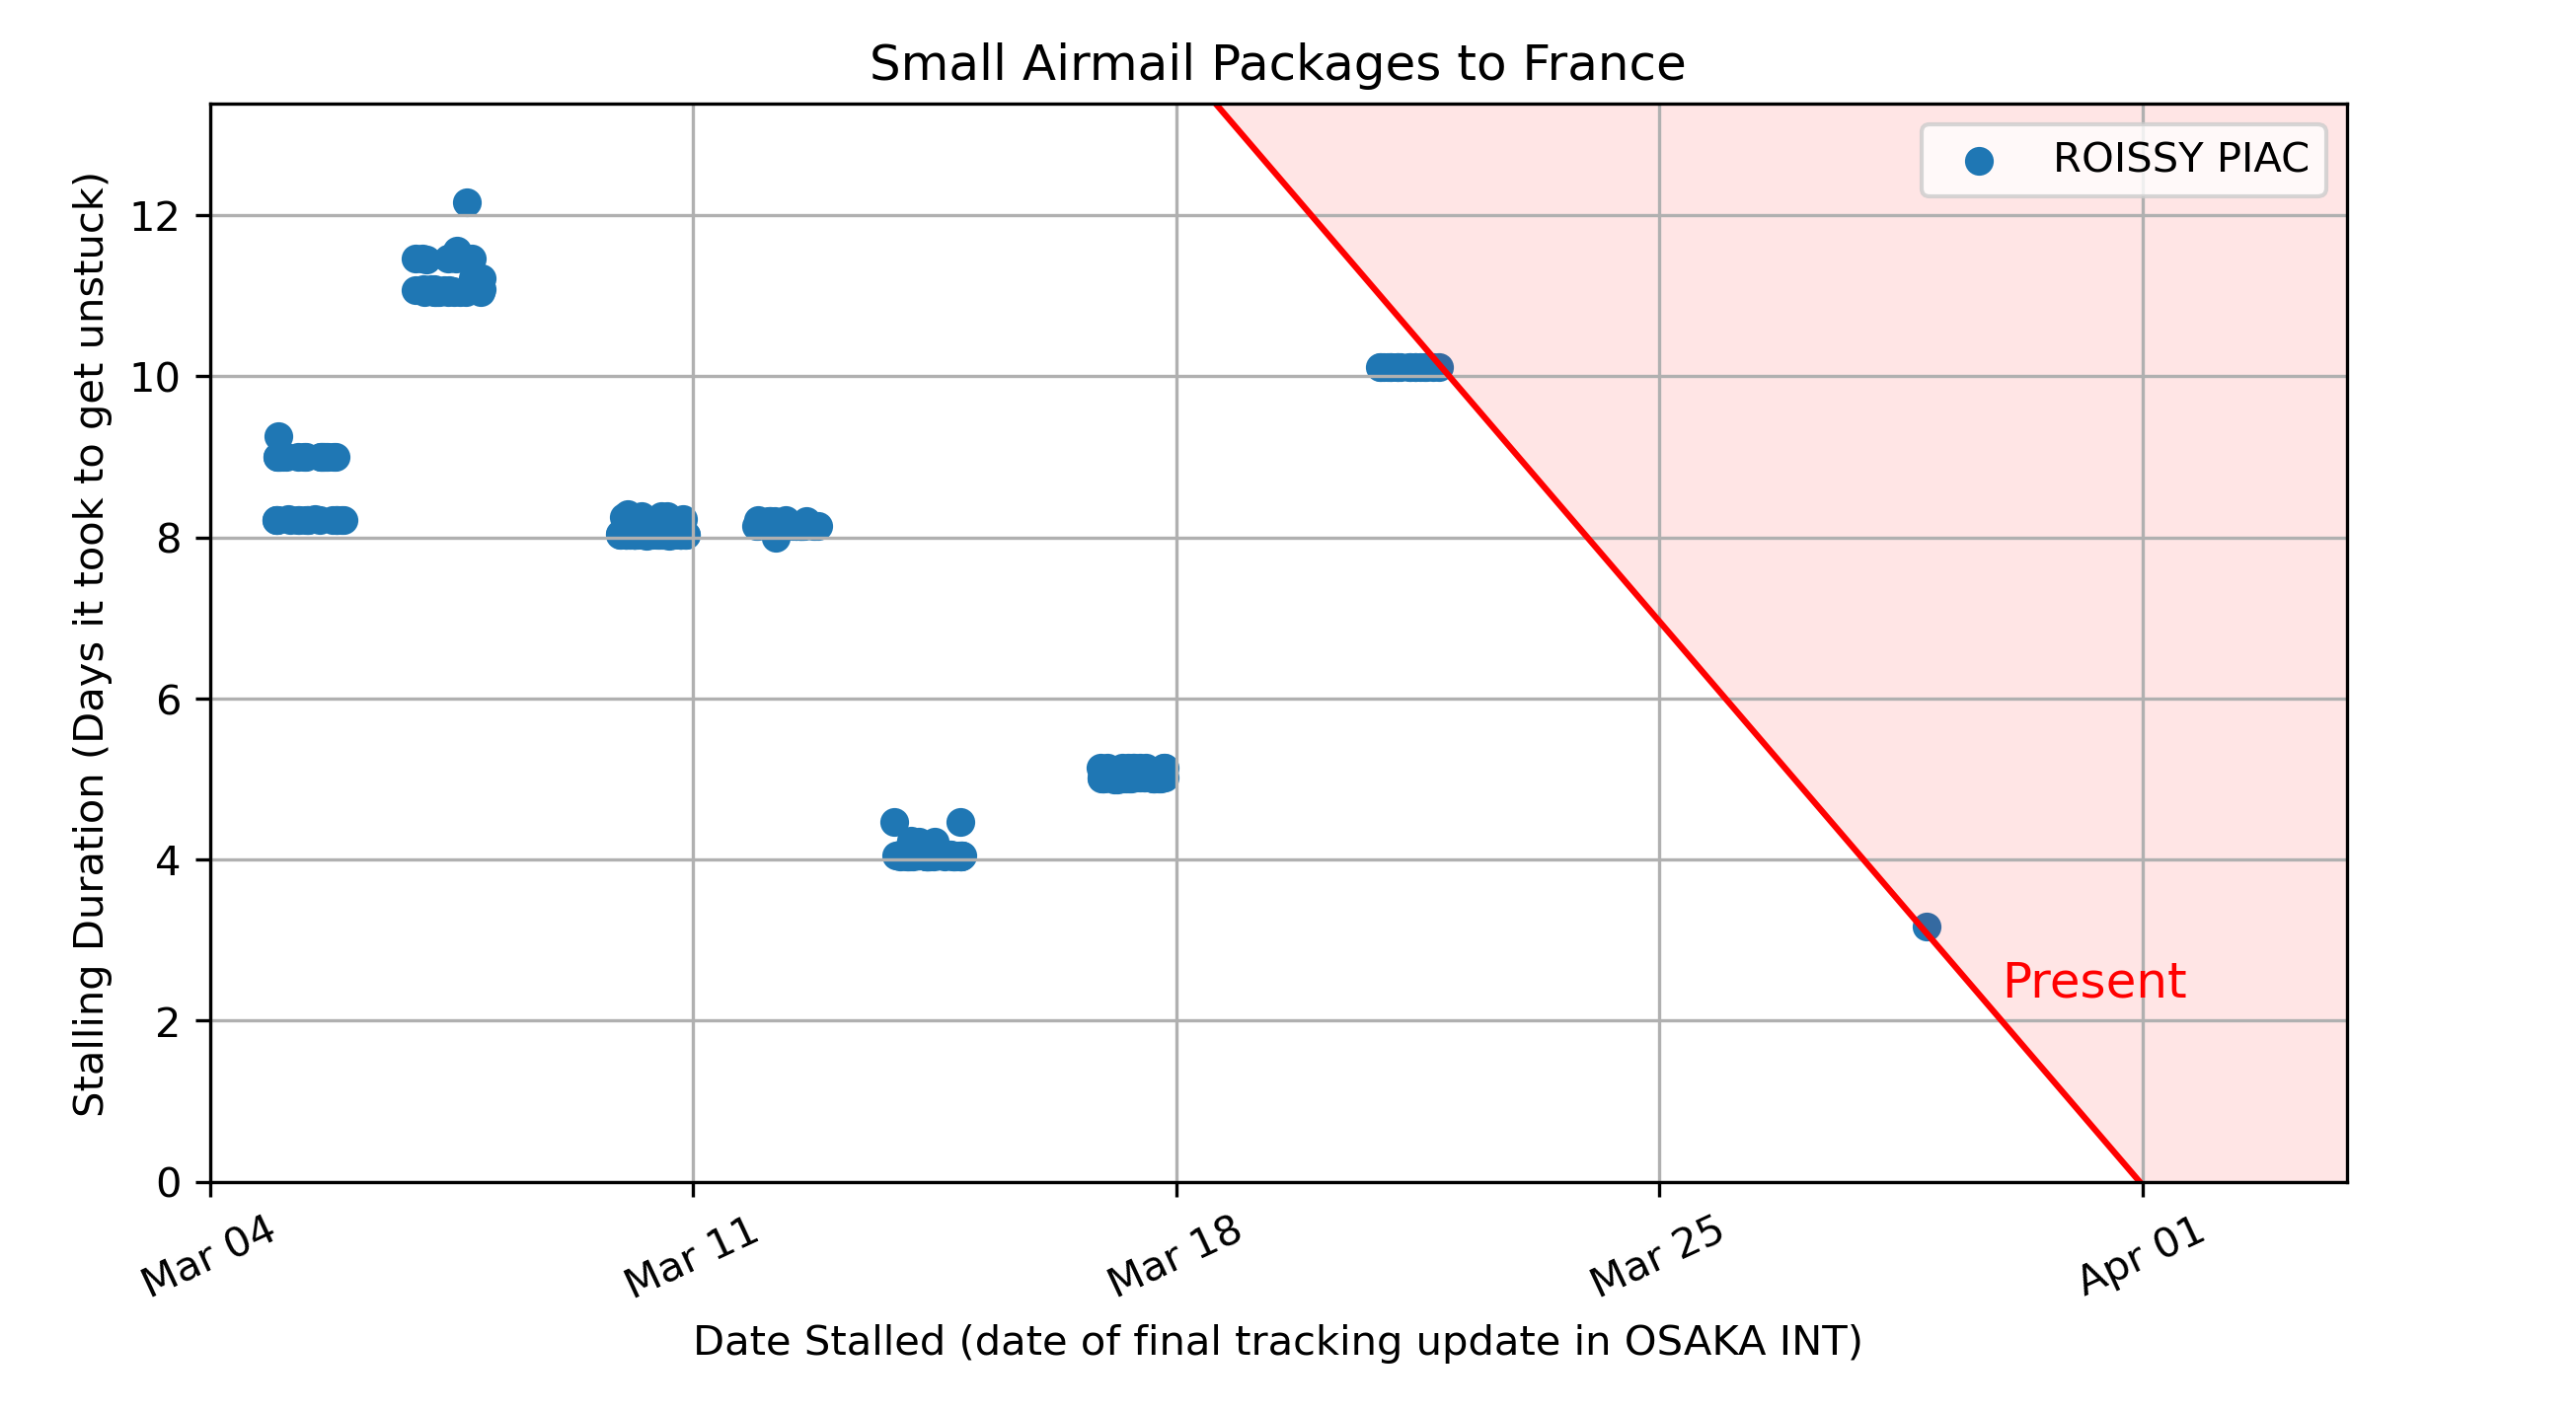 Small Airmail Packages to France
ROISSY PIAC
Stalling Duration (Days it took to get unstuck)
12
10
8
6
4
2
0
Present
Mar 04
Mar 11
Mar 18
Mar 25
Apr 01
Date Stalled (date of final tracking update in OSAKA INT)